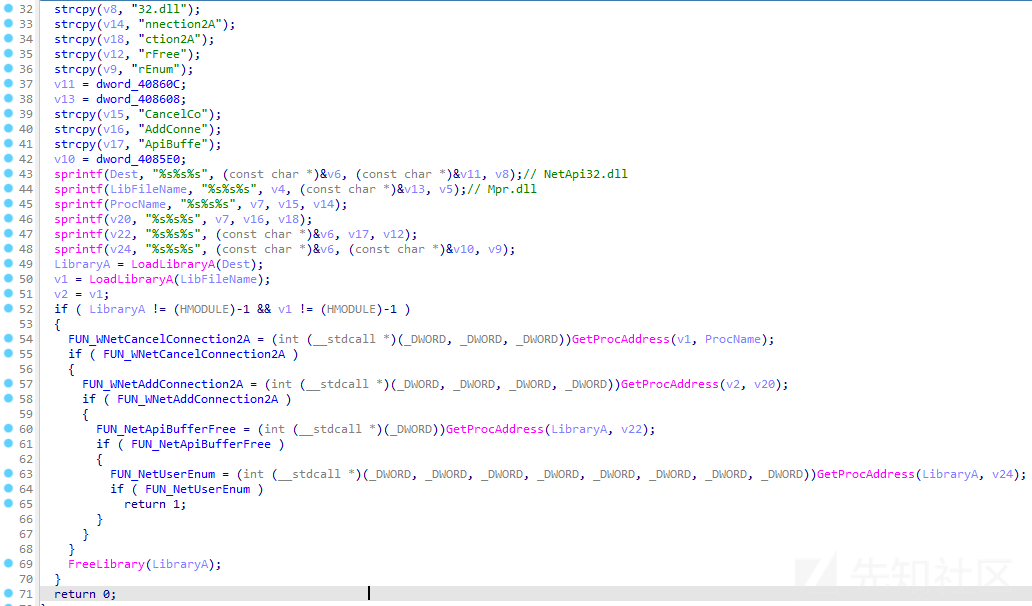 32 strcpy(v8, "32.dll");
33 strcpy(v14, "nnection2A");
34 strcpy(v18, "ction2A");
35 strcpy(v12, "rFree");
36 strcpy(v9, "rEnum");
37 v11 = dword_40860C;
38 v13 = dword_408608;
39 strcpy(v15, "CancelCo");
40 strcpy(v16, "AddConne");
41 strcpy(v17, "ApiBuffe");
42 v10 = dword_4085E0;
43 sprintf(Dest, "%s%s%s", (const char *)&v6, (const char *)&v11, v8);// NetApi32.dll
44 sprintf(LibFileName, "%s%s%s", v4, (const char *)&v13, v5);// Mpr.dll
45 sprintf(ProcName, "%s%s%s", v7, v15, v14);
46 sprintf(v20, "%s%s%s", v7, v16, v18);
47 sprintf(v22, "%s%s%s", (const char *)&v6, v17, v12);
48 sprintf(v24, "%s%s%s", (const char *)&v6, (const char *)&v10, v9);
49 LibraryA = LoadLibraryA(Dest);
50 v1 = LoadLibraryA(LibFileName);
51 v2 = v1;
52 if ( LibraryA != (HMODULE)-1 && v1 != (HMODULE)-1 )
53 {
54 FUN_WNetCancelConnection2A = (int (__stdcall *)(_DWORD, _DWORD, _DWORD))GetProcAddress(v1, ProcName);
55 if ( FUN_WNetCancelConnection2A )
56 {
57 FUN_WNetAddConnection2A = (int (__stdcall *)(_DWORD, _DWORD, _DWORD, _DWORD))GetProcAddress(v2, v20);
58 if ( FUN_WNetAddConnection2A )
59 {
60 FUN_NetApiBufferFree = (int (__stdcall *)(_DWORD))GetProcAddress(LibraryA, v22);
61 if ( FUN_NetApiBufferFree )
62 {
63 FUN_NetUserEnum = (int (__stdcall *)(_DWORD, _DWORD, _DWORD, _DWORD, _DWORD, _DWORD, _DWORD, _DWORD))GetProcAddress(LibraryA, v24);
64 if ( FUN_NetUserEnum )
65 return 1;
66 }
67 }
68 }
69 FreeLibrary(LibraryA);
70 }
71 return 0;
先知社区